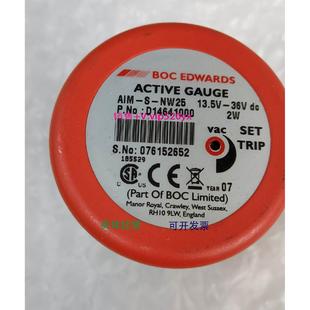 BOC EDWARDS
ACTIVE GAUGE
AIM-S-NW25 13.5V-36V dc
P.No: D14641000 2W
vac SET
TRIP
S.No: 076152652
185529
YEAR 07
(Part Of BOC Limited)
Manor Royal, Crawley, West Sussex,
RH10 9LW, England
可开发票